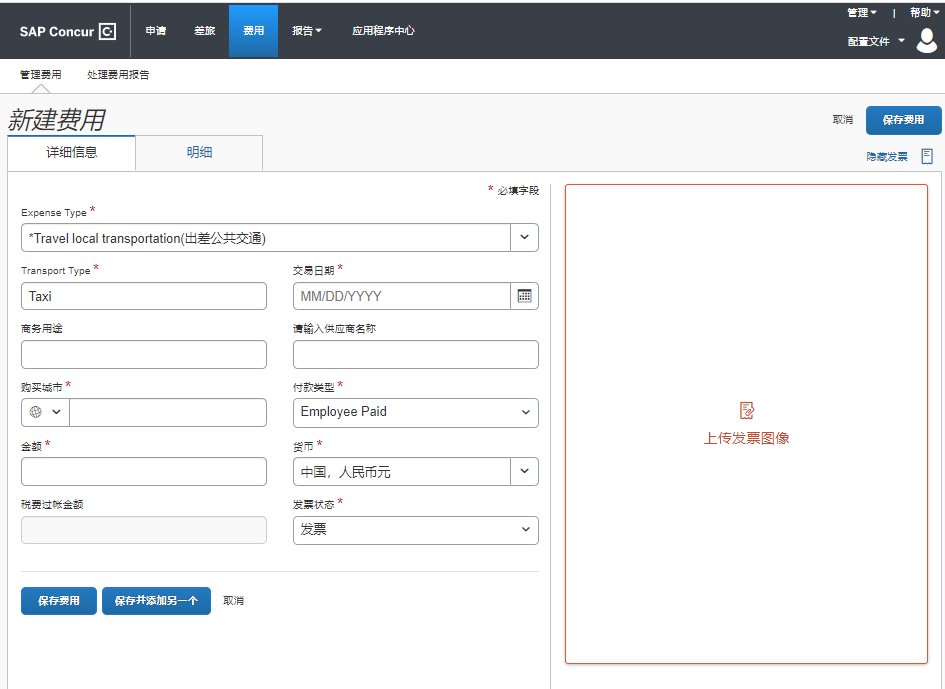 SAP Concur C 申请 差旅 费用 报告 应用程序中心 管理 | 帮助
配置文件
管理费用 处理费用报告
新建费用 取消 保存费用
详细信息 明细 隐藏发票
* 必填字段
Expense Type *
*Travel local transportation(出差公共交通)
Transport Type * 交易日期 *
Taxi MM/DD/YYYY
商务用途 请输入供应商名称
购买城市 * 付款类型 *
Employee Paid
上传发票图像
金额 * 货币 *
中国，人民币元
税费过帐金额 发票状态 *
发票
保存费用 保存并添加另一个 取消